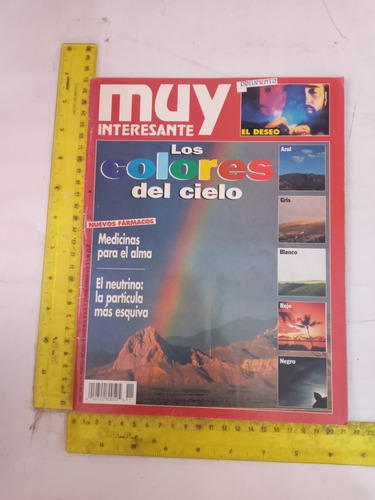 muy
INTERESANTE
DOCUMENTO
EL DESEO
Los
colores
del cielo
Azul
Gris
Blanco
Rojo
Negro
NUEVOS FÁRMACOS
Medicinas
para el alma
El neutrino:
la partícula
más esquiva